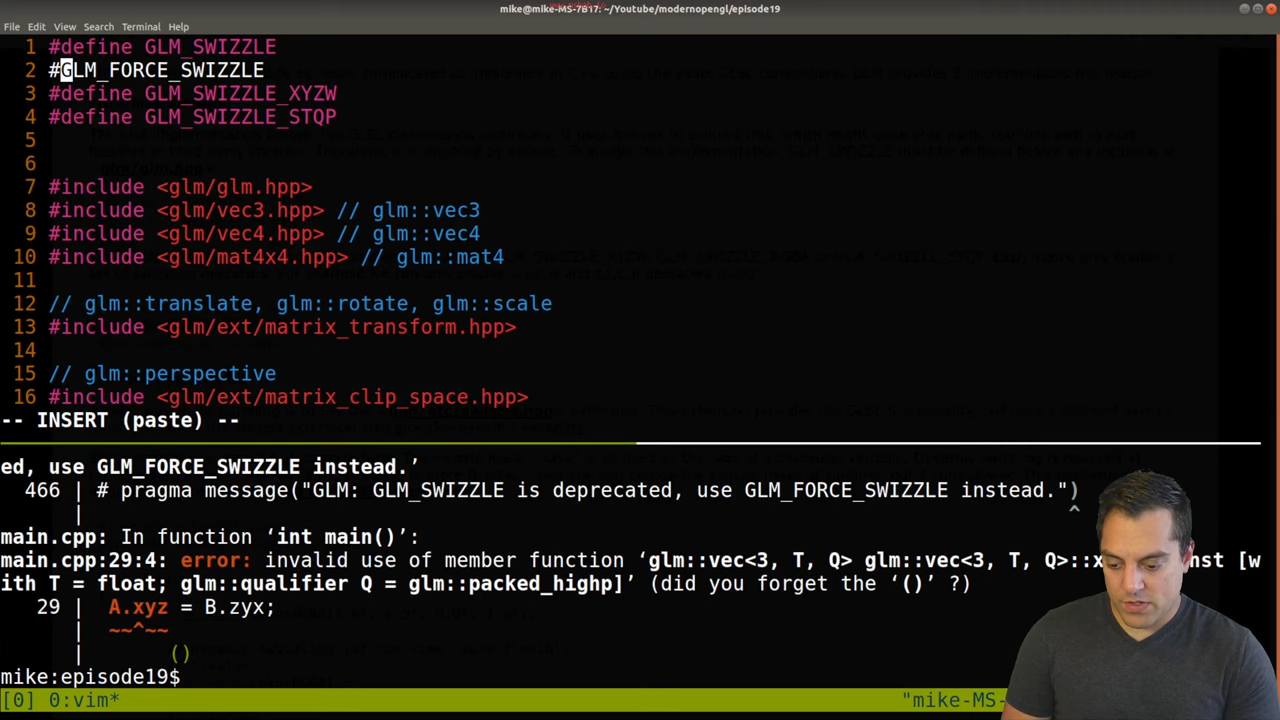 mike@mike-MS-7B17: ~/Youtube/modernopengl/episode19
File Edit View Search Terminal Help
1 #define GLM_SWIZZLE
2 #GLM_FORCE_SWIZZLE
3 #define GLM_SWIZZLE_XYZW
4 #define GLM_SWIZZLE_STQP
5
6
7 #include <glm/glm.hpp>
8 #include <glm/vec3.hpp> // glm::vec3
9 #include <glm/vec4.hpp> // glm::vec4
10 #include <glm/mat4x4.hpp> // glm::mat4
11
12 // glm::translate, glm::rotate, glm::scale
13 #include <glm/ext/matrix_transform.hpp>
14
15 // glm::perspective
16 #include <glm/ext/matrix_clip_space.hpp>
-- INSERT (paste) --
ed, use GLM_FORCE_SWIZZLE instead.’
466 | # pragma message("GLM: GLM_SWIZZLE is deprecated, use GLM_FORCE_SWIZZLE instead.")
| ^
main.cpp: In function ‘int main()’:
main.cpp:29:4: error: invalid use of member function ‘glm::vec<3, T, Q> glm::vec<3, T, Q>::x nst [w
ith T = float; glm::qualifier Q = glm::packed_highp]’ (did you forget the ‘()’ ?)
29 | A.xyz = B.zyx;
| ~~^~~
| ()
mike:episode19$
[0] 0:vim* "mike-MS-